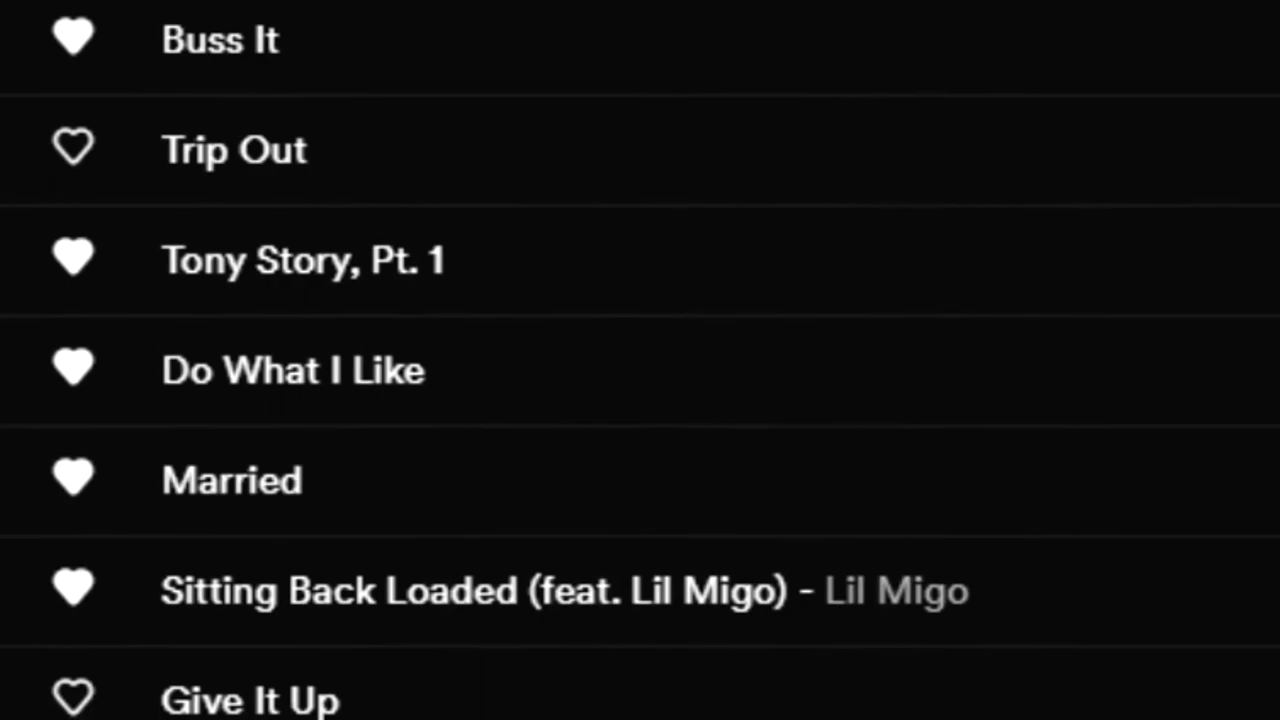 Buss It
Trip Out
Tony Story, Pt. 1
Do What I Like
Married
Sitting Back Loaded (feat. Lil Migo) - Lil Migo
Give It Up